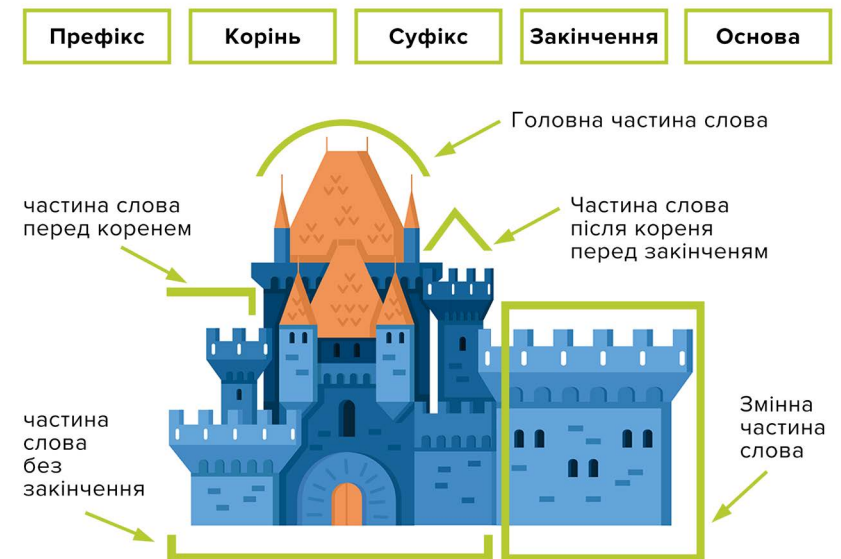 Префікс
Корінь
Суфікс
Закінчення
Основа
Головна частина слова
частина слова
перед коренем
Частина слова
після кореня
перед закінченям
частина
слова
без
закінчення
Змінна
частина
слова